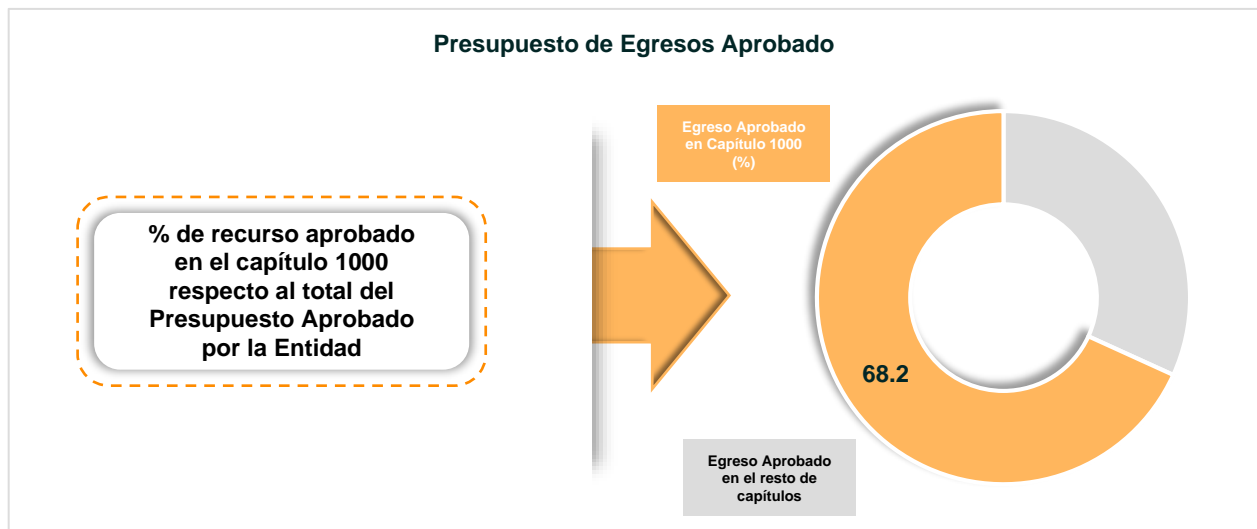 Presupuesto de Egresos Aprobado
% de recurso aprobado
en el capítulo 1000
respecto al total del
Presupuesto Aprobado
por la Entidad
Egreso Aprobado
en Capítulo 1000
(%)
68.2
Egreso Aprobado
en el resto de
capítulos